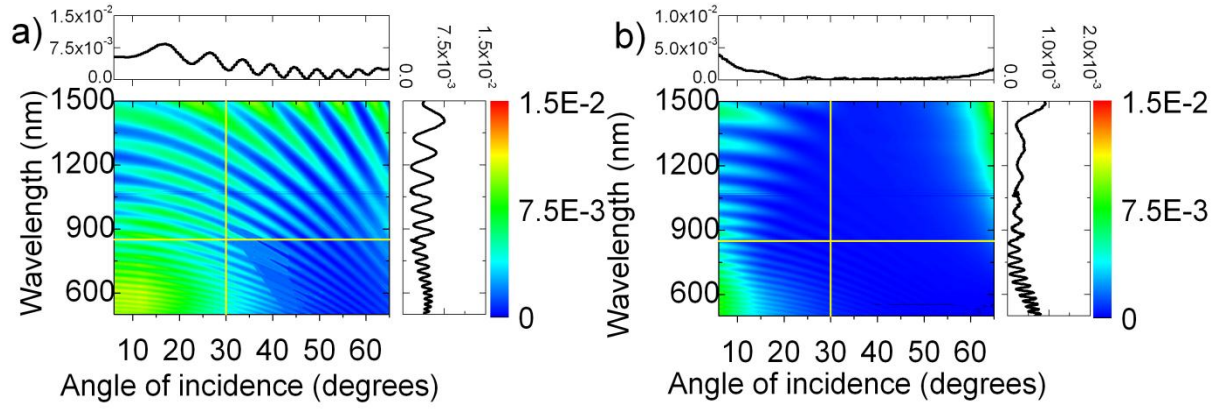 a)
1.5x10⁻²
7.5x10⁻³
0.0
0.0
7.5x10⁻³
1.5x10⁻²
1500
1200
900
600
Wavelength (nm)
10 20 30 40 50 60
Angle of incidence (degrees)
1.5E-2
7.5E-3
0
b)
1.0x10⁻²
5.0x10⁻³
0.0
0.0
1.0x10⁻³
2.0x10⁻³
1500
1200
900
600
Wavelength (nm)
10 20 30 40 50 60
Angle of incidence (degrees)
1.5E-2
7.5E-3
0